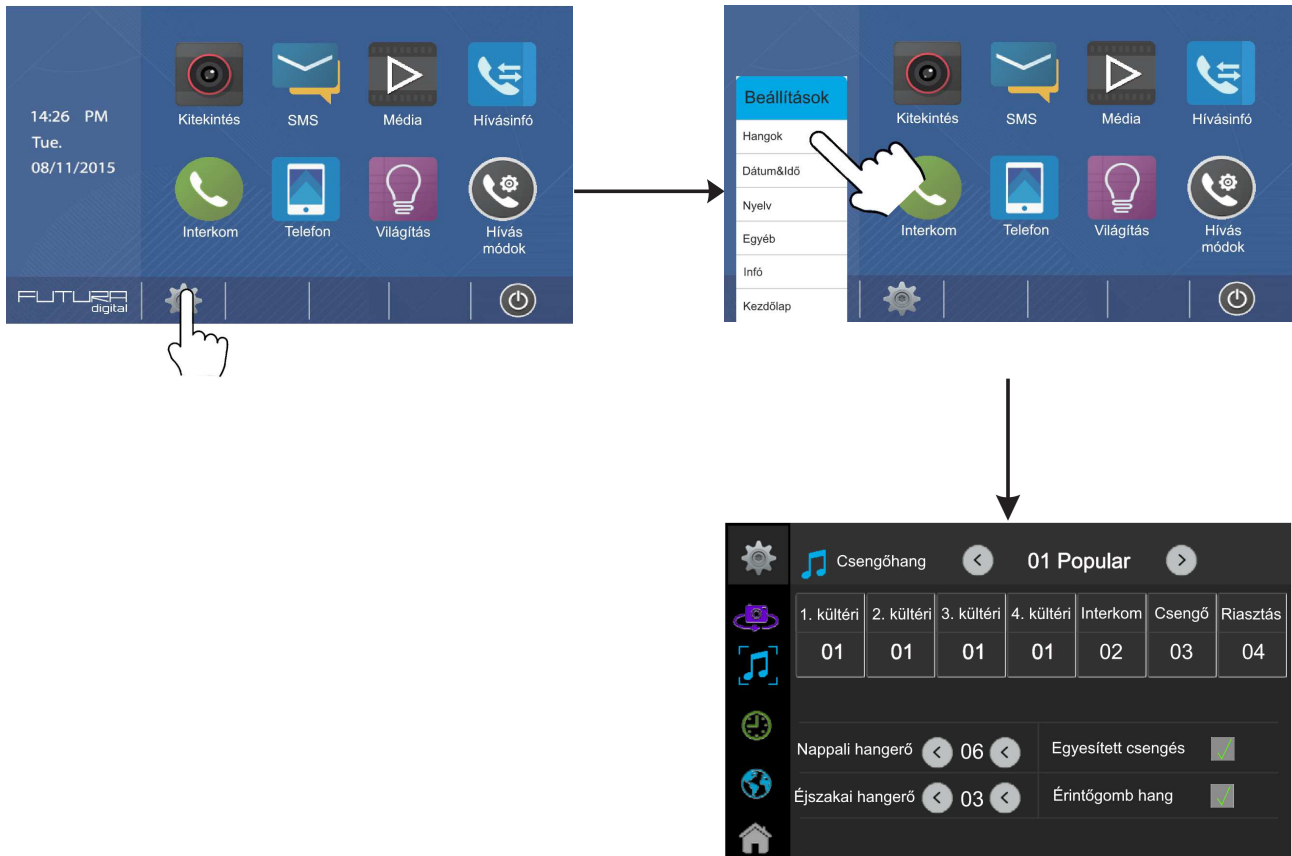 14:26 PM
Tue.
08/11/2015
Kitekintés
SMS
Média
Hívásinfó
Interkom
Telefon
Világítás
Hívás
módok
FUTURA
digital
Beállítások
Hangok
Dátum&Idő
Nyelv
Egyéb
Infó
Kezdőlap
Kitekintés
SMS
Média
Hívásinfó
Interkom
Telefon
Világítás
Hívás
módok
Csengőhang < 01 Popular >
1. kültéri 2. kültéri 3. kültéri 4. kültéri Interkom Csengő Riasztás
01 01 01 01 02 03 04
Nappali hangerő < 06 < Egyesített csengés √
Éjszakai hangerő < 03 < Érintőgomb hang √